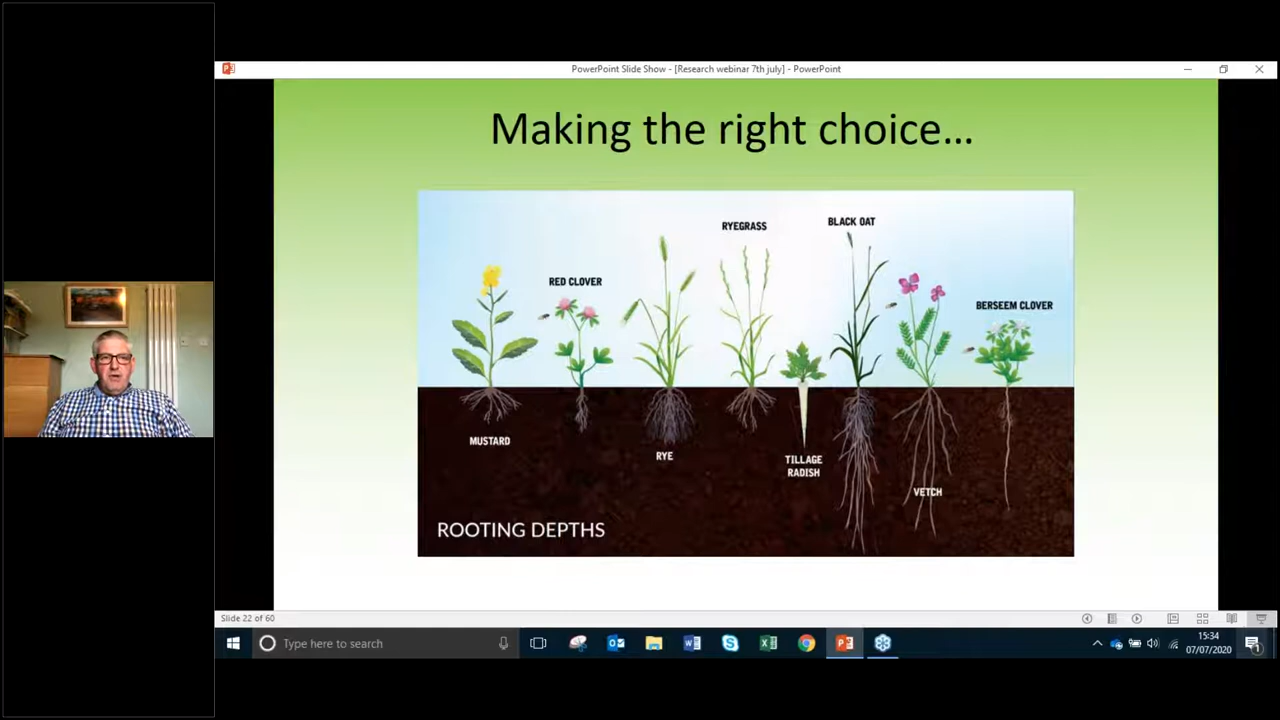 PowerPoint Slide Show - [Research webinar 7th july] - PowerPoint
Making the right choice...
RYEGRASS
BLACK OAT
RED CLOVER
BERSEEM CLOVER
MUSTARD
RYE
TILLAGE
RADISH
VETCH
ROOTING DEPTHS
Slide 22 of 60
Type here to search
15:34
07/07/2020